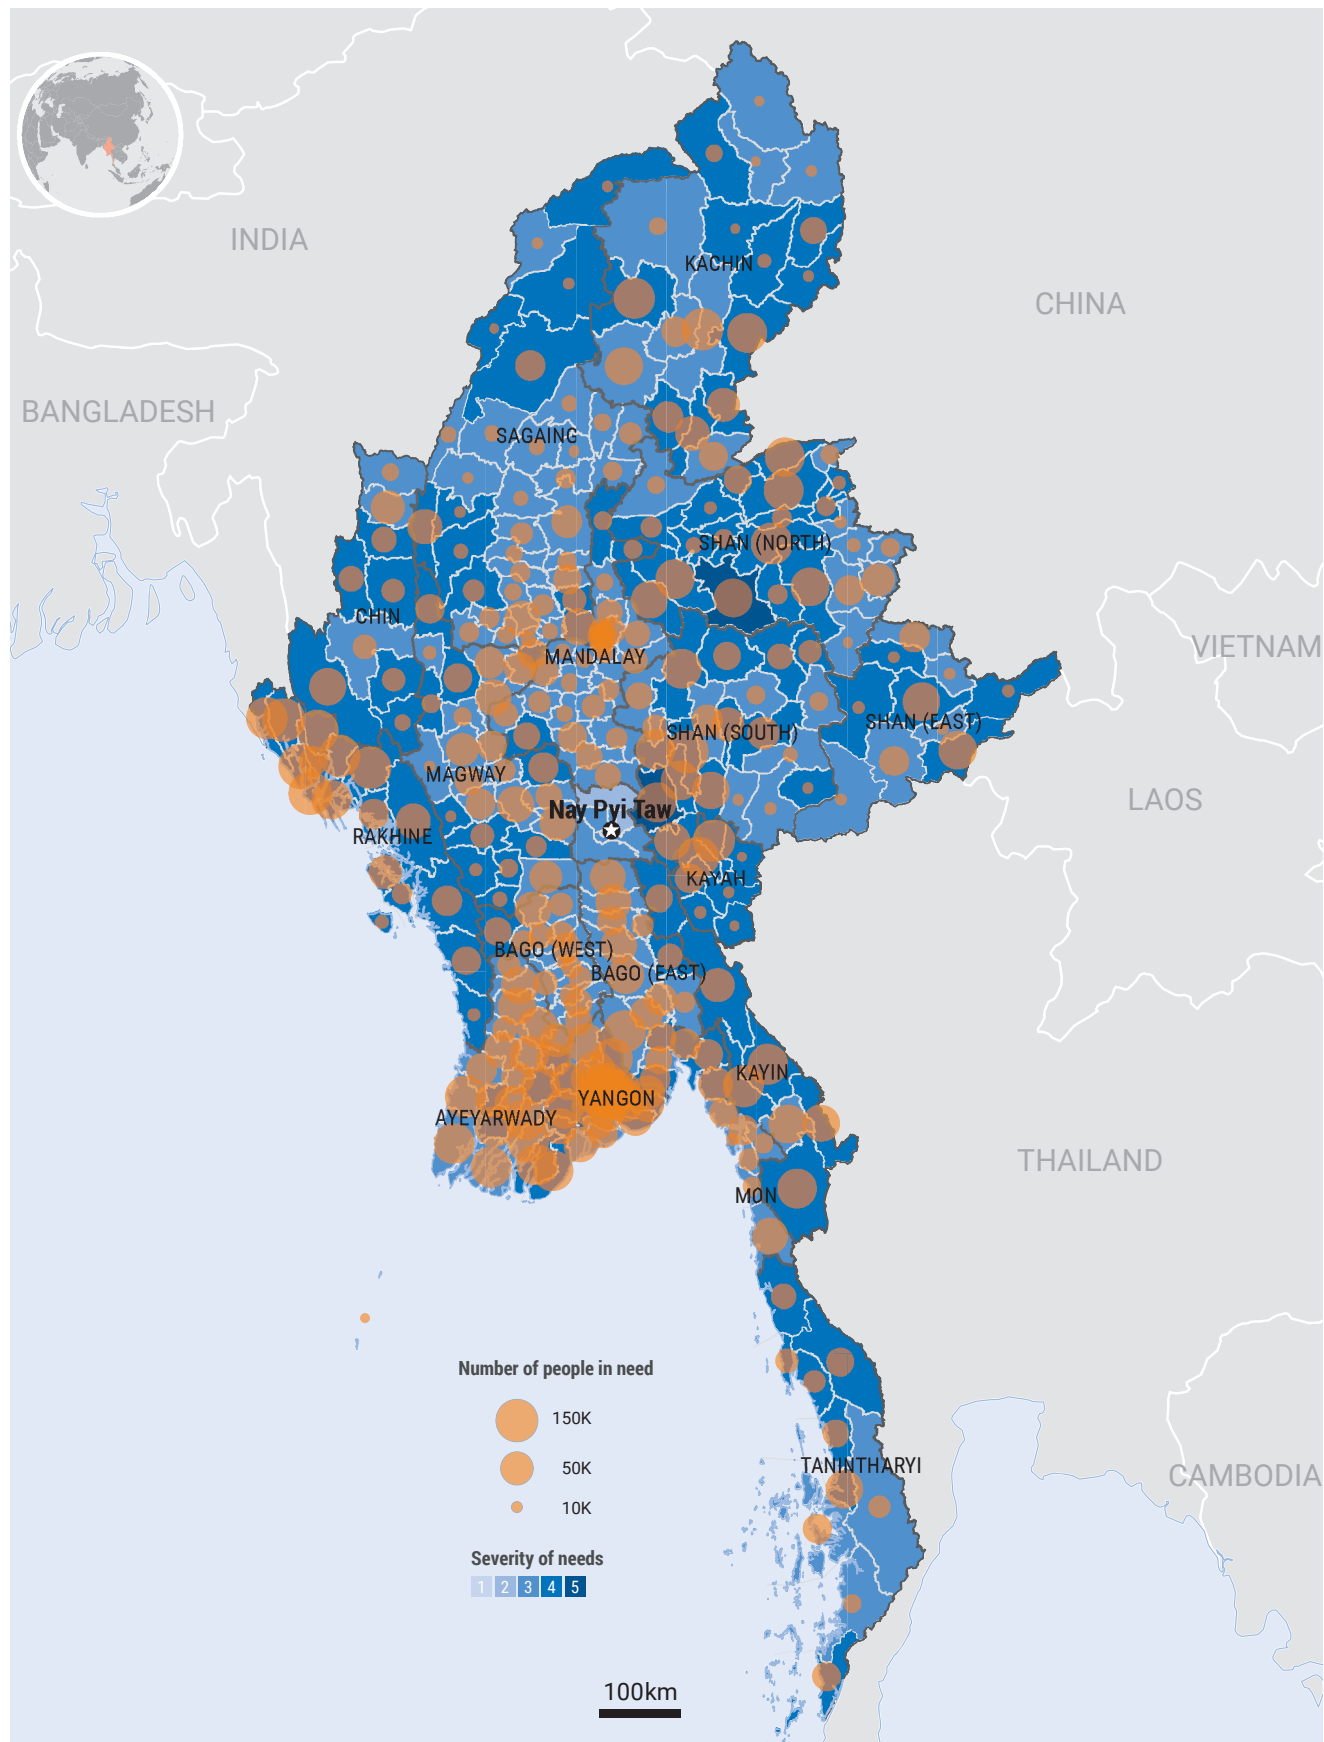 INDIA
KACHIN
CHINA
BANGLADESH
SAGAING
SHAN (NORTH)
CHIN
VIETNAM
MANDALAY
SHAN (EAST)
SHAN (SOUTH)
MAGWAY
LAOS
Nay Pyi Taw
RAKHINE
KAYAH
BAGO (WEST)
BAGO (EAST)
KAYIN
YANGON
AYEYARWADY
THAILAND
MON
Number of people in need
150K
50K
10K
TANINTHARYI
CAMBODIA
Severity of needs
1 2 3 4 5
100km